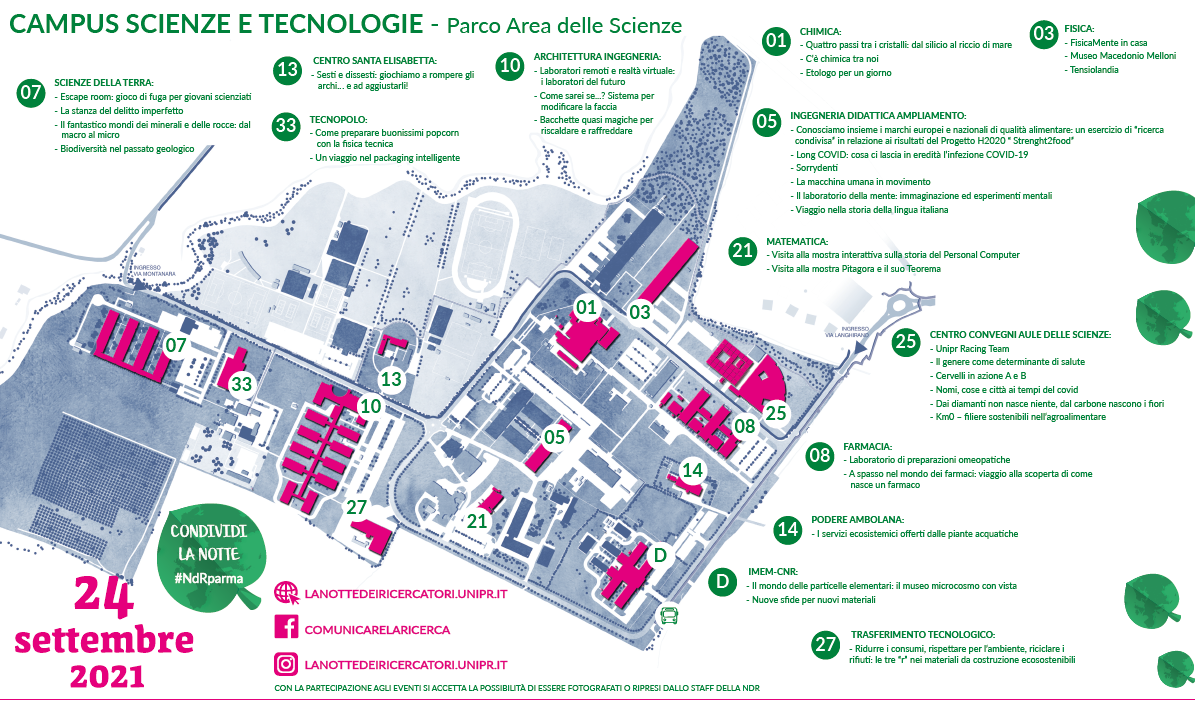 CAMPUS SCIENZE E TECNOLOGIE - Parco Area delle Scienze
07
SCIENZE DELLA TERRA:
- Escape room: gioco di fuga per giovani scienziati
- La stanza del delitto imperfetto
- Il fantastico mondi dei minerali e delle rocce: dal
macro al micro
- Biodiversità nel passato geologico
13
CENTRO SANTA ELISABETTA:
- Sesti e dissesti: giochiamo a rompere gli
archi... e ad aggiustarli!
33
TECNOPOLO:
- Come preparare buonissimi popcorn
con la fisica tecnica
- Un viaggio nel packaging intelligente
10
ARCHITETTURA INGEGNERIA:
- Laboratori remoti e realtà virtuale:
i laboratori del futuro
- Come sarei se...? Sistema per
modificare la faccia
- Bacchette quasi magiche per
riscaldare e raffreddare
01
CHIMICA:
- Quattro passi tra i cristalli: dal silicio al riccio di mare
- C'è chimica tra noi
- Etologo per un giorno
03
FISICA:
- FisicaMente in casa
- Museo Macedonio Melloni
- Tensiolandia
05
INGEGNERIA DIDATTICA AMPLIAMENTO:
- Conosciamo insieme i marchi europei e nazionali di qualità alimentare: un esercizio di "ricerca
condivisa" in relazione ai risultati del Progetto H2020 " Strenght2food"
- Long COVID: cosa ci lascia in eredità l'infezione COVID-19
- Sorrydenti
- La macchina umana in movimento
- Il laboratorio della mente: immaginazione ed esperimenti mentali
- Viaggio nella storia della lingua italiana
21
MATEMATICA:
- Visita alla mostra interattiva sulla storia del Personal Computer
- Visita alla mostra Pitagora e il suo Teorema
25
CENTRO CONVEGNI AULE DELLE SCIENZE:
- Unipr Racing Team
- Il genere come determinante di salute
- Cervelli in azione A e B
- Nomi, cose e città ai tempi del covid
- Dai diamanti non nasce niente, dal carbone nascono i fiori
- Km0 – filiere sostenibili nell'agroalimentare
08
FARMACIA:
- Laboratorio di preparazioni omeopatiche
- A spasso nel mondo dei farmaci: viaggio alla scoperta di come
nasce un farmaco
14
PODERE AMBOLANA:
- I servizi ecosistemici offerti dalle piante acquatiche
D
IMEM-CNR:
- Il mondo delle particelle elementari: il museo microcosmo con vista
- Nuove sfide per nuovi materiali
27
TRASFERIMENTO TECNOLOGICO:
- Ridurre i consumi, rispettare per l'ambiente, riciclare i
rifiuti: le tre "r" nei materiali da costruzione ecosostenibili
INGRESSO
VIA MONTANARA
INGRESSO
VIA LANGHIRANO
01
03
07
33
13
10
25
08
05
14
27
21
D
CONDIVIDI
LA NOTTE
#NdRparma
24
settembre
2021
LANOTTEDEIRICERCATORI.UNIPR.IT
COMUNICARELARICERCA
LANOTTEDEIRICERCATORI.UNIPR.IT
CON LA PARTECIPAZIONE AGLI EVENTI SI ACCETTA LA POSSIBILITÀ DI ESSERE FOTOGRAFATI O RIPRESI DALLO STAFF DELLA NDR